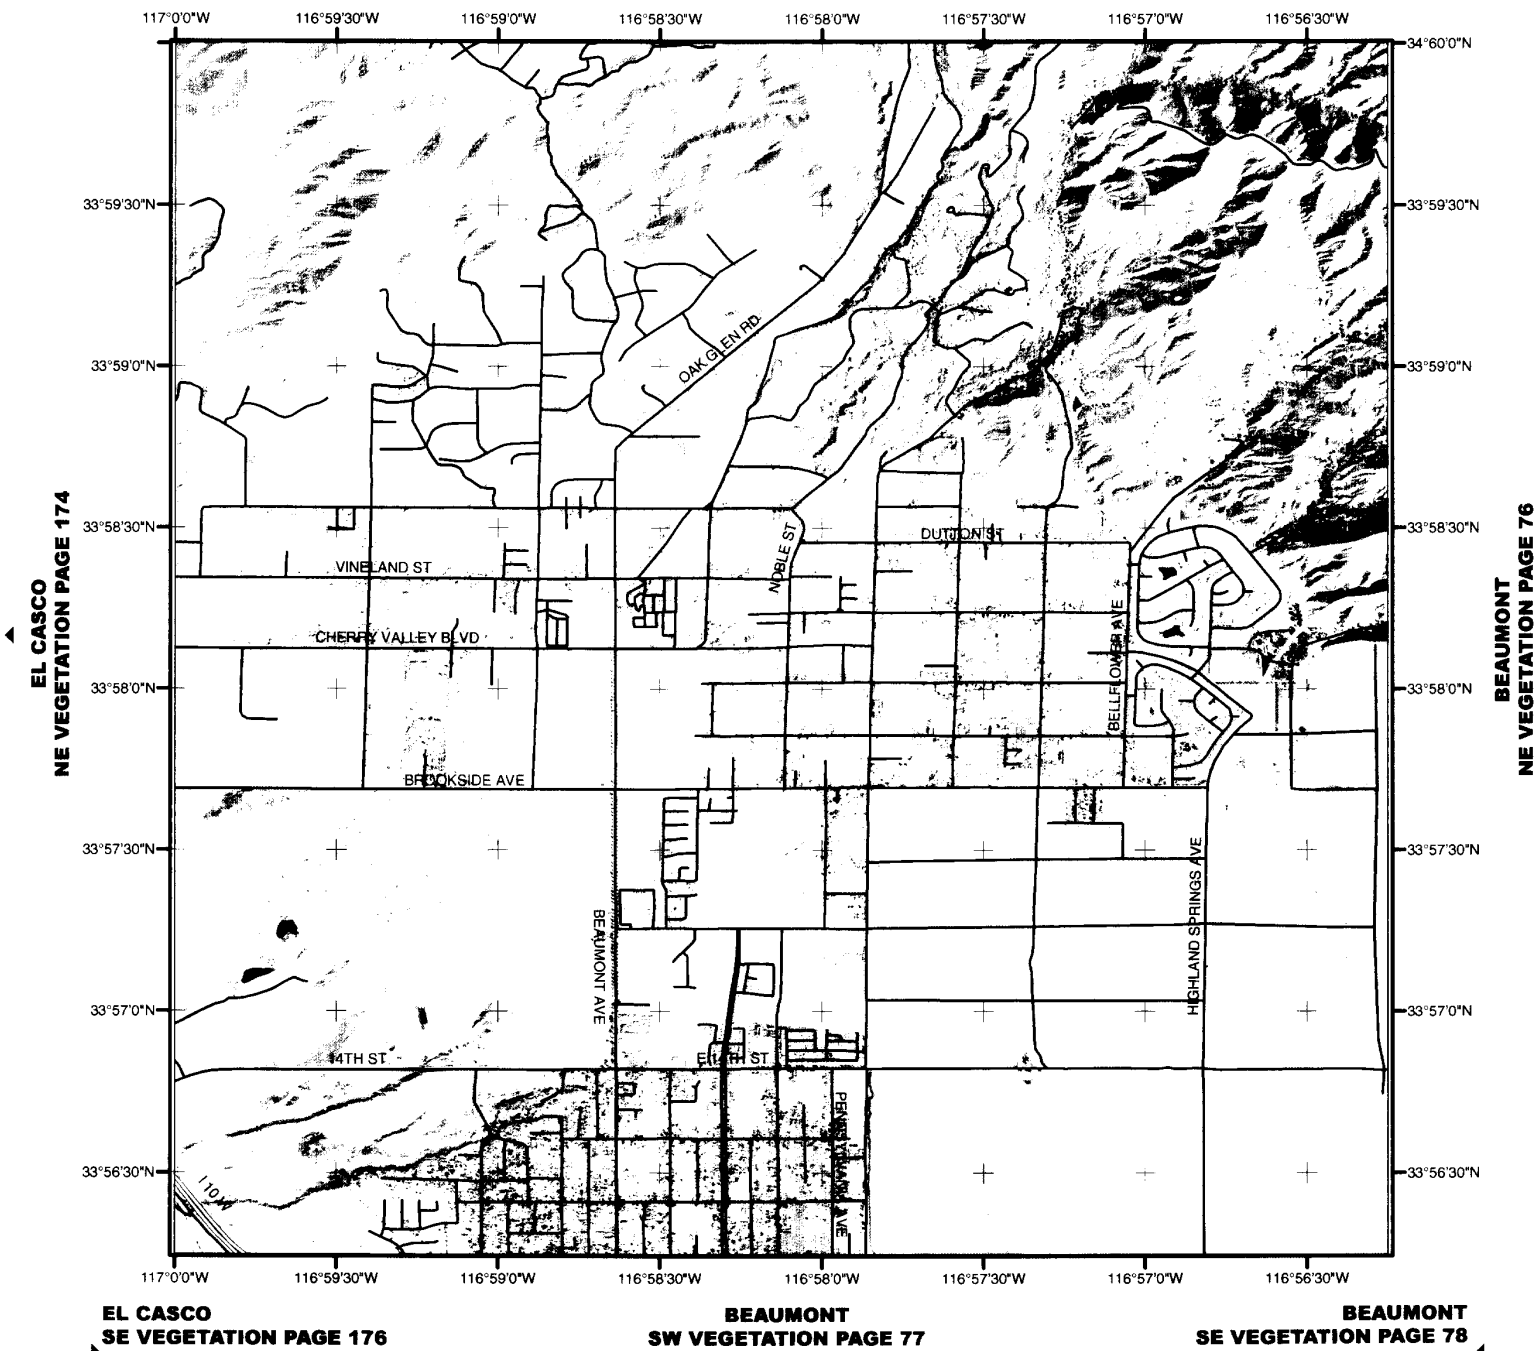 117°0'0"W 116°59'30"W 116°59'0"W 116°58'30"W 116°58'0"W 116°57'30"W 116°57'0"W 116°56'30"W
34°60'0"N
33°59'30"N 33°59'30"N
OAK GLEN RD
33°59'0"N 33°59'0"N
33°58'30"N 33°58'30"N
DUTTON ST
NOBLE ST
VINELAND ST
EL CASCO
NE VEGETATION PAGE 174
BEAUMONT
NE VEGETATION PAGE 76
CHERRY VALLEY BLVD
BELLFLOWER AVE
33°58'0"N 33°58'0"N
BROOKSIDE AVE
33°57'30"N 33°57'30"N
HIGHLAND SPRINGS AVE
BEAUMONT AVE
33°57'0"N 33°57'0"N
14TH ST E 14TH ST
PENNSYLVANIA AVE
33°56'30"N 33°56'30"N
I 10 W
117°0'0"W 116°59'30"W 116°59'0"W 116°58'30"W 116°58'0"W 116°57'30"W 116°57'0"W 116°56'30"W
EL CASCO
SE VEGETATION PAGE 176
BEAUMONT
SW VEGETATION PAGE 77
BEAUMONT
SE VEGETATION PAGE 78